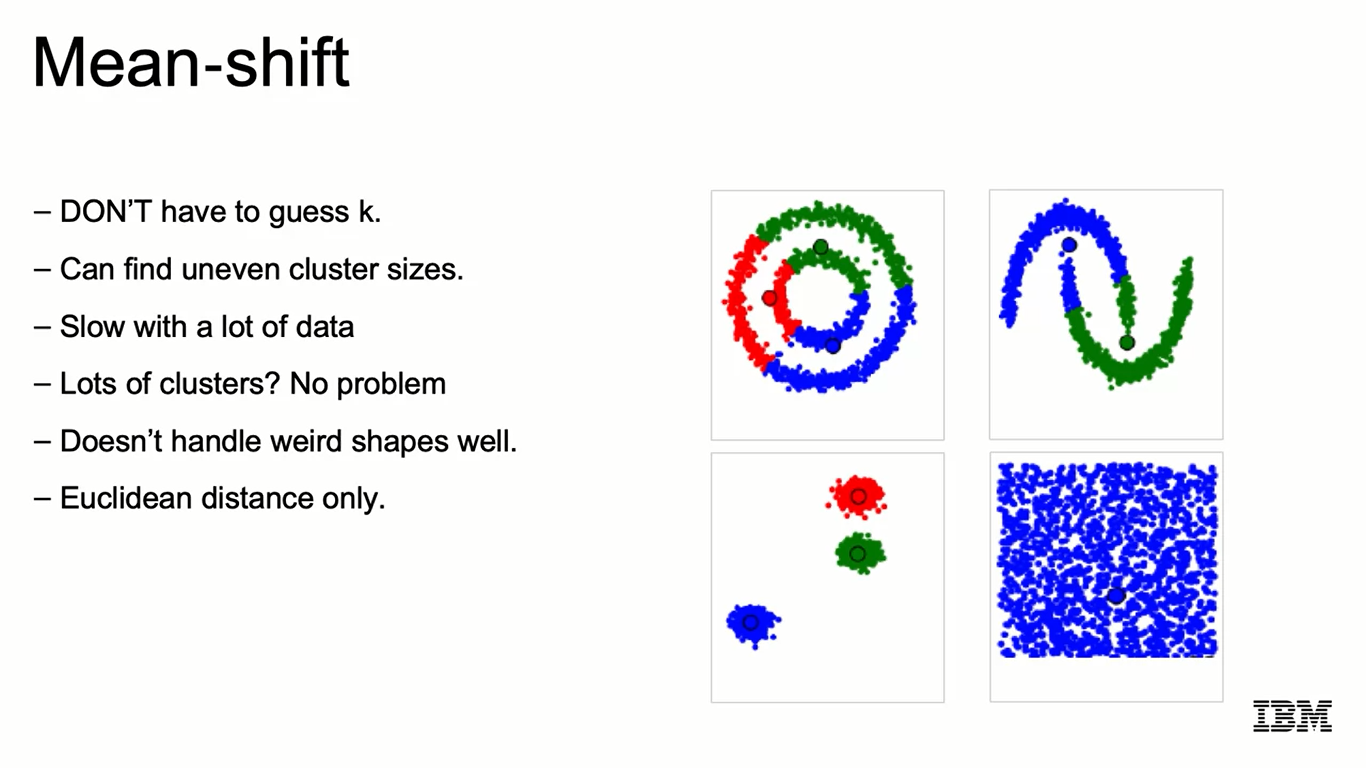 Mean-shift
– DON’T have to guess k.
– Can find uneven cluster sizes.
– Slow with a lot of data
– Lots of clusters? No problem
– Doesn’t handle weird shapes well.
– Euclidean distance only.
IBM